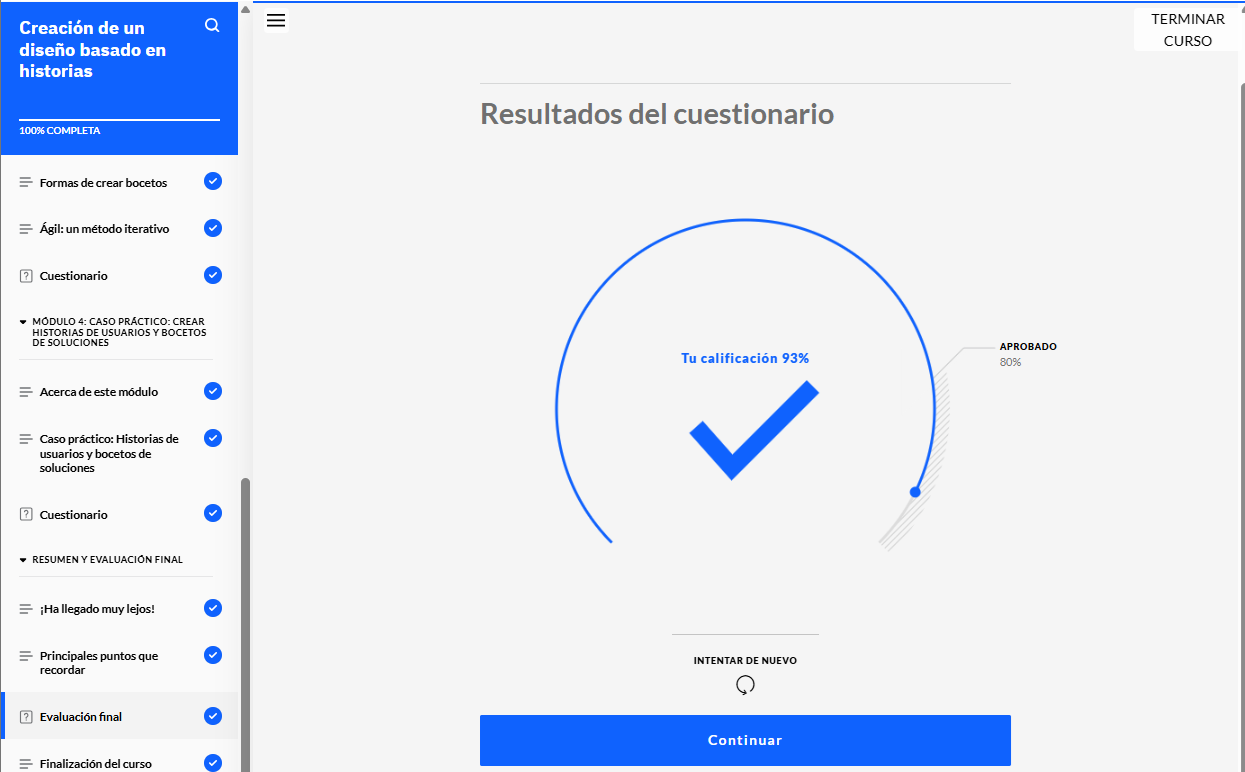 Creación de un
diseño basado en
historias
100% COMPLETA
Formas de crear bocetos
Ágil: un método iterativo
Cuestionario
MÓDULO 4: CASO PRÁCTICO: CREAR
HISTORIAS DE USUARIOS Y BOCETOS
DE SOLUCIONES
Acerca de este módulo
Caso práctico: Historias de
usuarios y bocetos de
soluciones
Cuestionario
RESUMEN Y EVALUACIÓN FINAL
¡Ha llegado muy lejos!
Principales puntos que
recordar
Evaluación final
Finalización del curso
TERMINAR
CURSO
Resultados del cuestionario
Tu calificación 93%
APROBADO
80%
INTENTAR DE NUEVO
Continuar